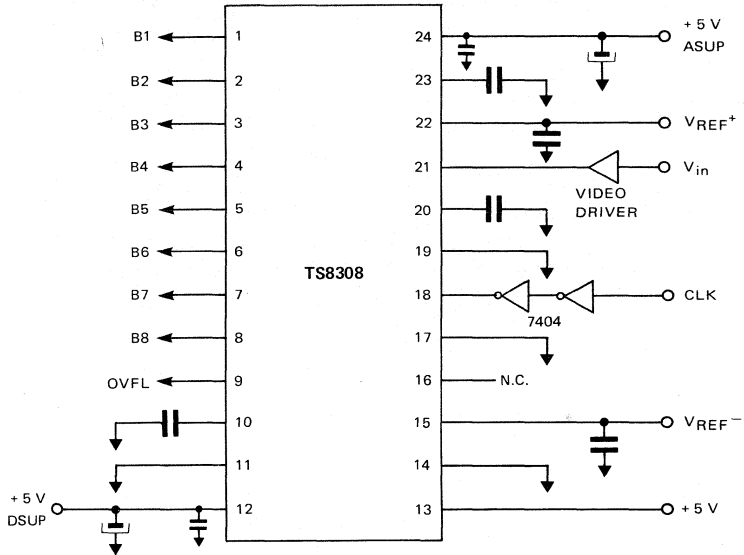 B1 1 24 + 5 V
ASUP
B2 2 23
B3 3 22 VREF+
B4 4 21 Vin
VIDEO
DRIVER
B5 5 20
B6 6 19
TS8308
B7 7 18 CLK
7404
B8 8 17
OVFL 9 16 N.C.
10 15 VREF−
11 14
+ 5 V
DSUP
12 13 + 5 V